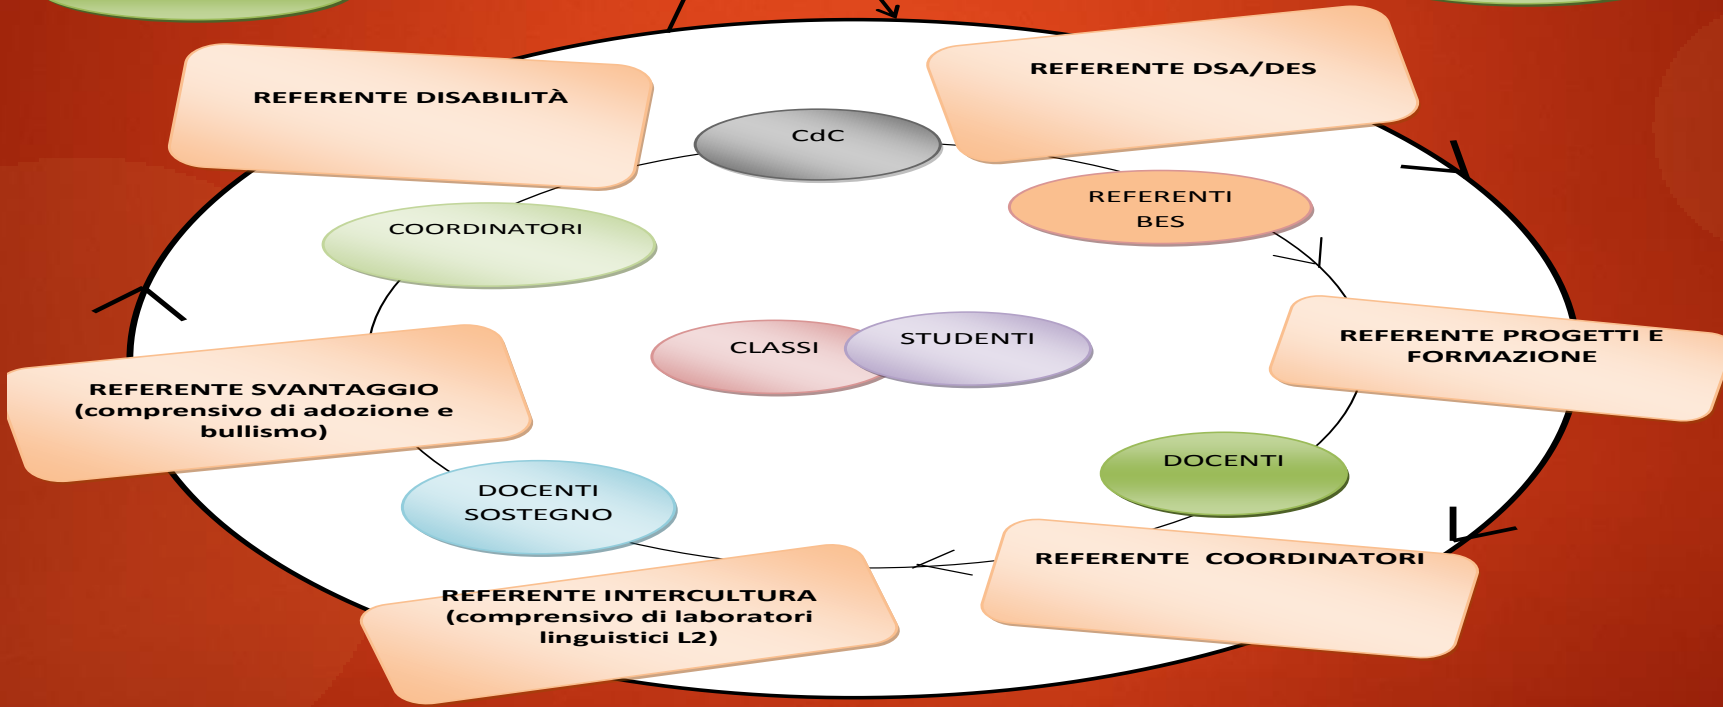 REFERENTE DISABILITÀ
REFERENTE DSA/DES
CdC
REFERENTI
BES
COORDINATORI
CLASSI
STUDENTI
REFERENTE PROGETTI E
FORMAZIONE
REFERENTE SVANTAGGIO
(comprensivo di adozione e
bullismo)
DOCENTI
DOCENTI
SOSTEGNO
REFERENTE COORDINATORI
REFERENTE INTERCULTURA
(comprensivo di laboratori
linguistici L2)